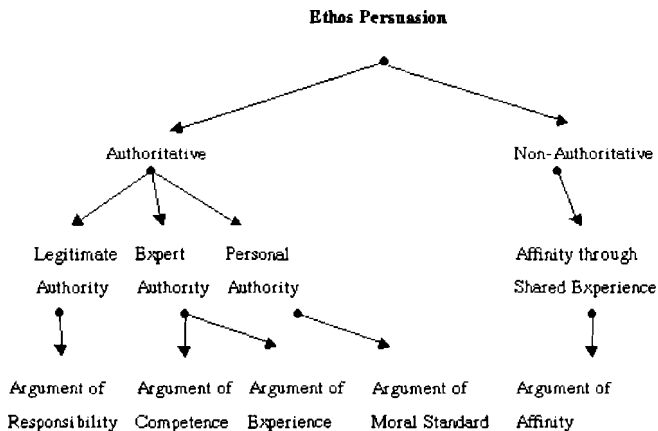 Ethos Persuasion
Authoritative
Non-Authoritative
Legitimate Authority
Expert Authority
Personal Authority
Affinity through
Shared Experience
Argument of
Responsibility
Argument of
Competence
Argument of
Experience
Argument of
Moral Standard
Argument of
Affinity